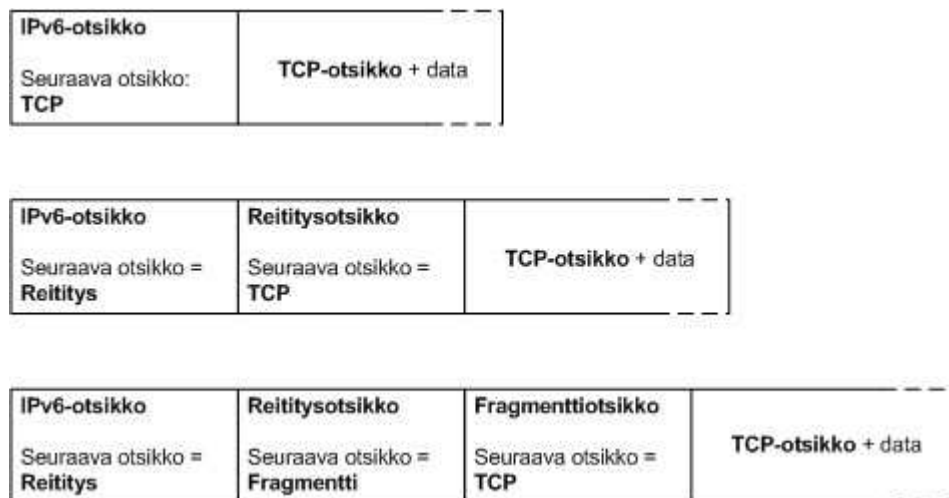 IPv6-otsikko
Seuraava otsikko:
TCP
TCP-otsikko + data
IPv6-otsikko
Seuraava otsikko =
Reititys
Reititysotsikko
Seuraava otsikko =
TCP
TCP-otsikko + data
IPv6-otsikko
Seuraava otsikko =
Reititys
Reititysotsikko
Seuraava otsikko =
Fragmentti
Fragmenttiotsikko
Seuraava otsikko =
TCP
TCP-otsikko + data